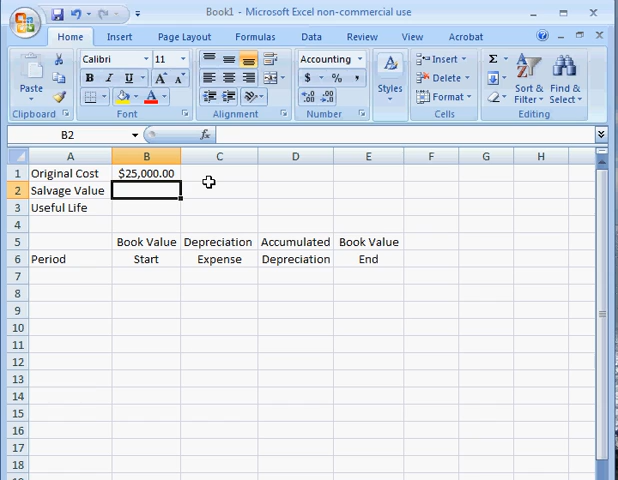 Book1 - Microsoft Excel non-commercial use
Home Insert Page Layout Formulas Data Review View Acrobat
Calibri 11 Accounting Insert
B I U $ % , Delete
Paste Styles Format Sort & Filter Find & Select
Clipboard Font Alignment Number Cells Editing
B2 fx
A B C D E F G H
1 Original Cost $25,000.00
2 Salvage Value
3 Useful Life
4
5 Book Value Depreciation Accumulated Book Value
6 Period Start Expense Depreciation End
7
8
9
10
11
12
13
14
15
16
17
18